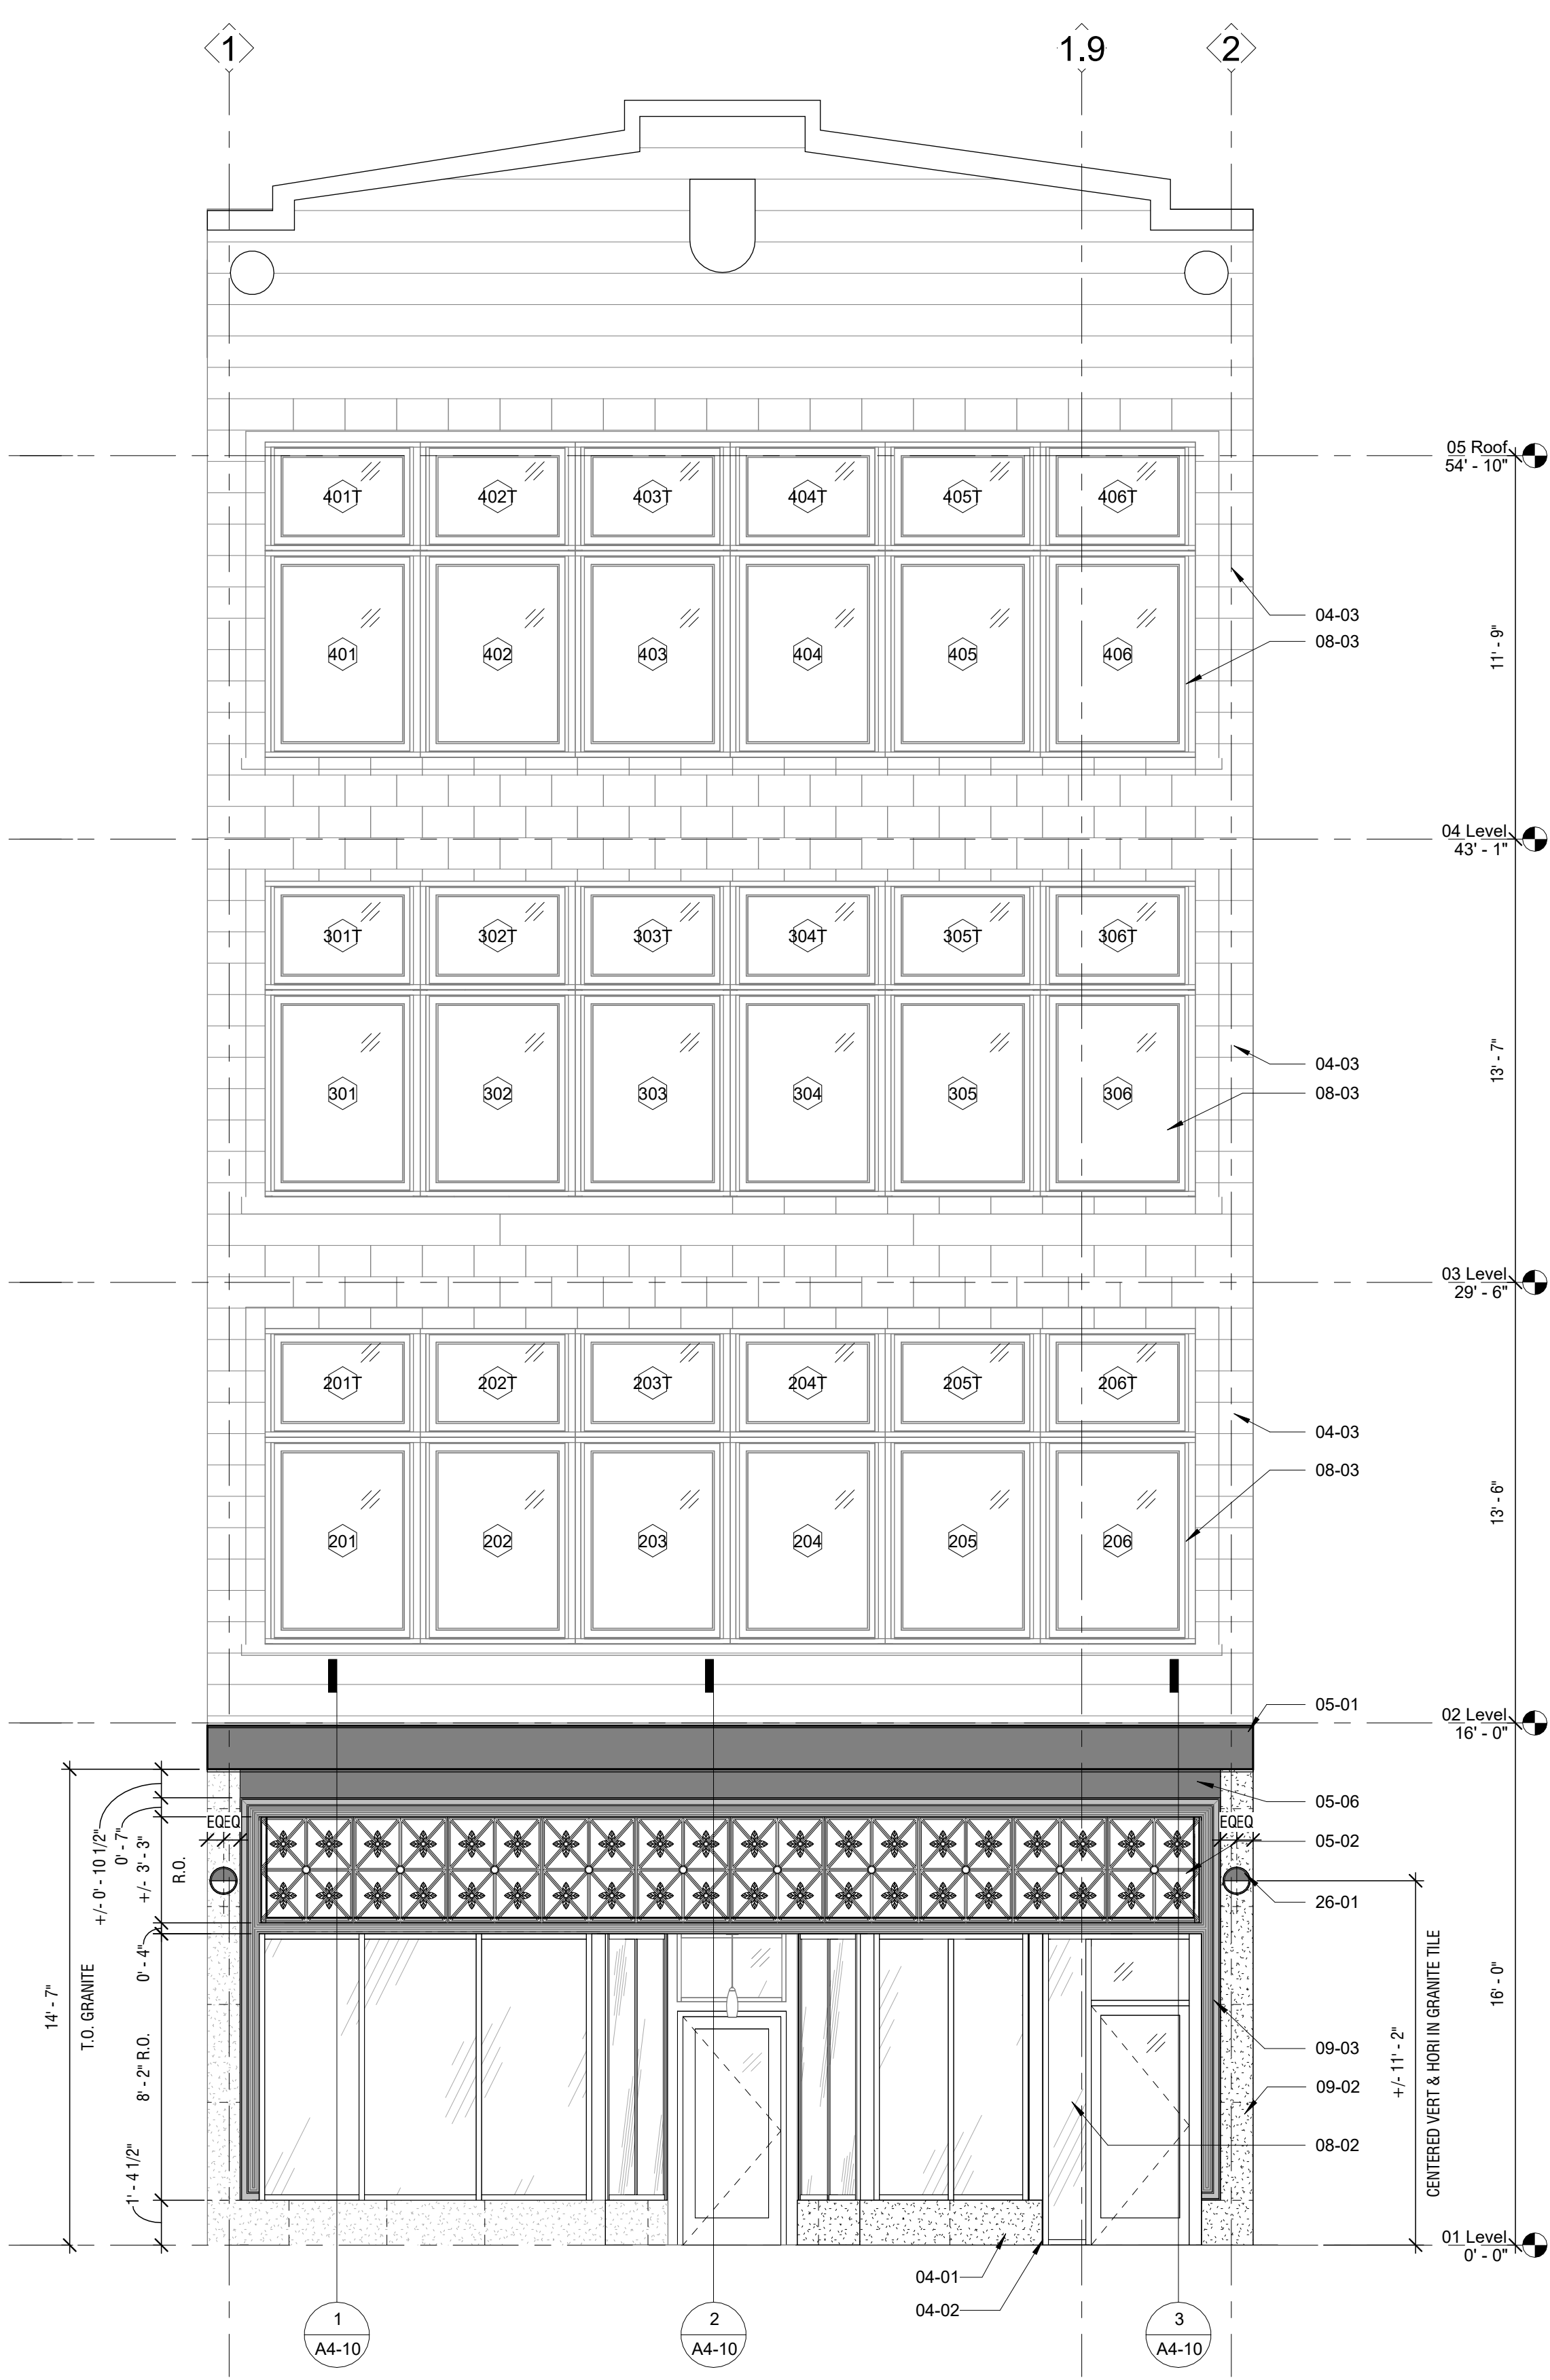 1
1.9
2
05 Roof
54' - 10"
401T
402T
403T
404T
405T
406T
04-03
08-03
11' - 9"
401
402
403
404
405
406
04 Level
43' - 1"
301T
302T
303T
304T
305T
306T
04-03
08-03
13' - 7"
301
302
303
304
305
306
03 Level
29' - 6"
201T
202T
203T
204T
205T
206T
04-03
08-03
13' - 6"
201
202
203
204
205
206
05-01
02 Level
16' - 0"
05-06
EQ
EQ
EQ
EQ
05-02
26-01
+/- 0' - 10 1/2"
0' - 7"
+/- 3' - 3"
R.O.
0' - 4"
14' - 7"
T.O. GRANITE
8' - 2" R.O.
1' - 4 1/2"
09-03
09-02
08-02
+/- 11' - 2"
CENTERED VERT & HORI IN GRANITE TILE
16' - 0"
01 Level
0' - 0"
04-01
04-02
1
A4-10
2
A4-10
3
A4-10